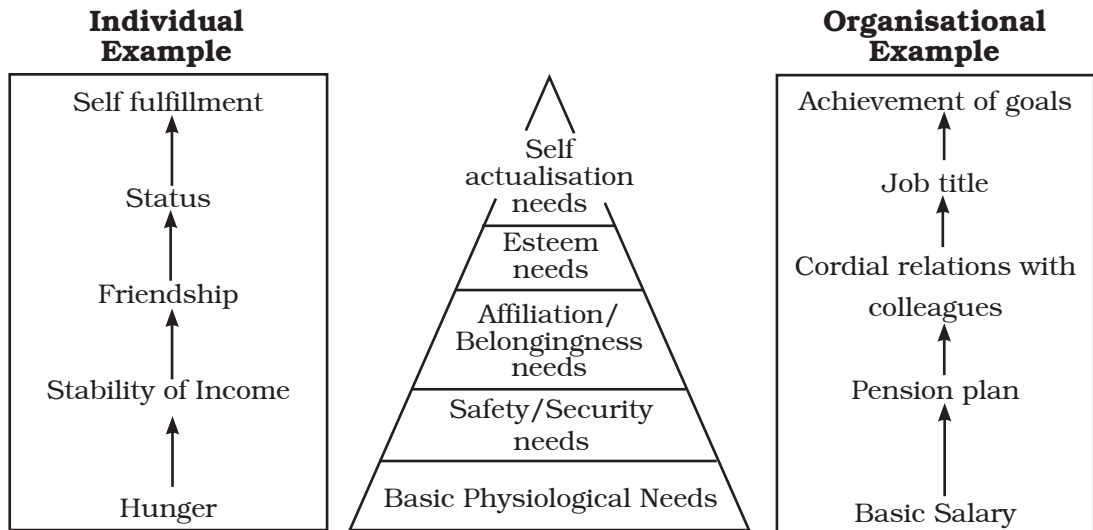 Individual
Example
Self fulfillment
Status
Friendship
Stability of Income
Hunger
Self
actualisation
needs
Esteem
needs
Affiliation/
Belongingness
needs
Safety/Security
needs
Basic Physiological Needs
Organisational
Example
Achievement of goals
Job title
Cordial relations with
colleagues
Pension plan
Basic Salary